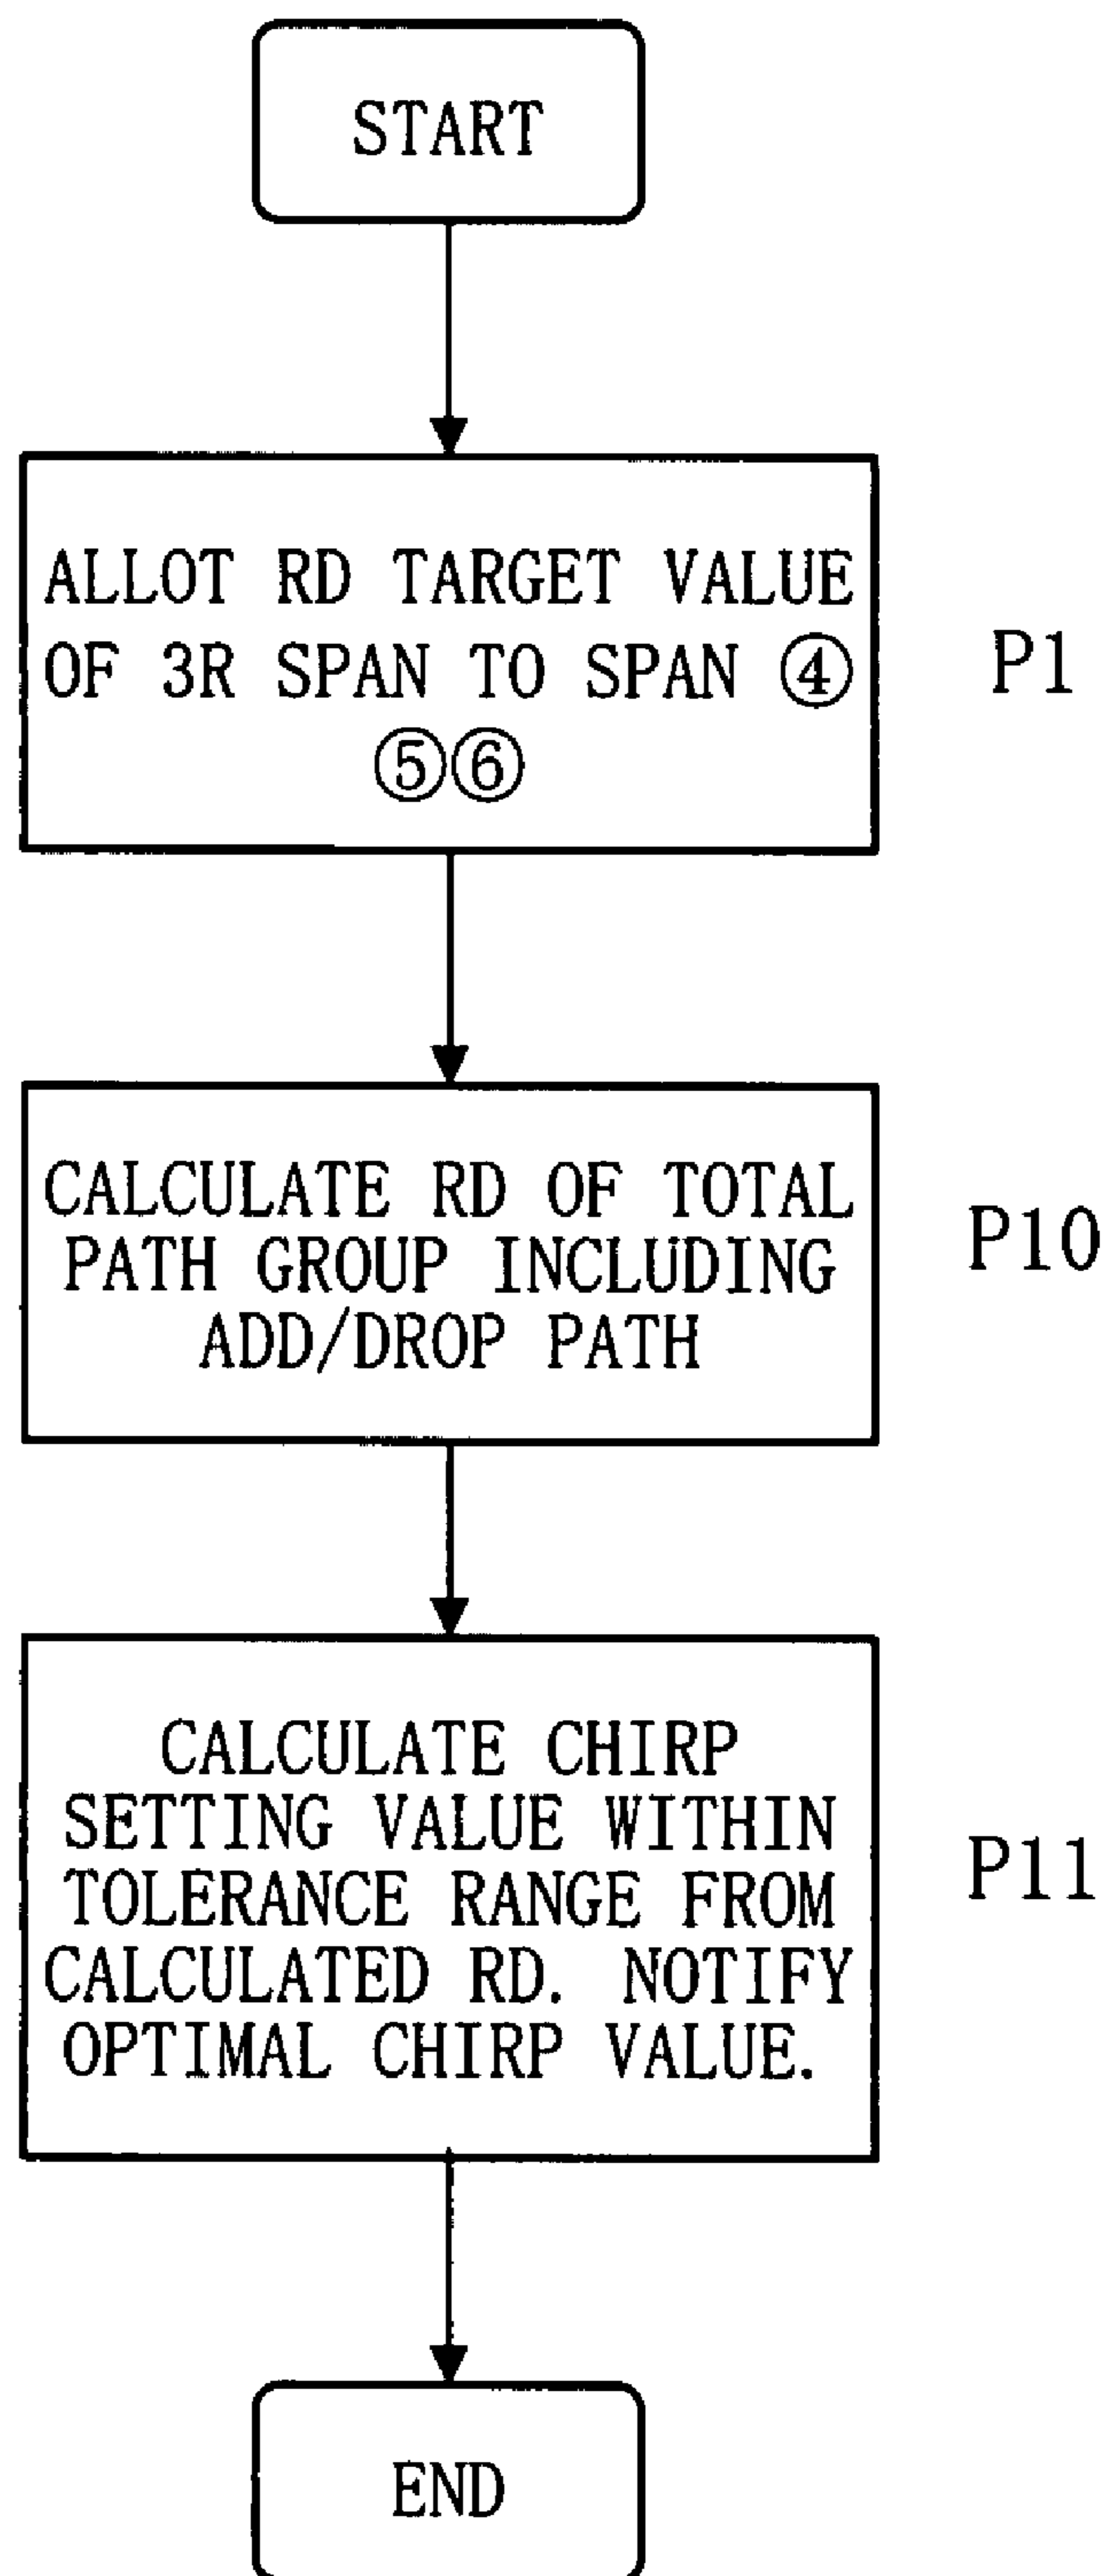 START
ALLOT RD TARGET VALUE
OF 3R SPAN TO SPAN ④
⑤⑥
P1
CALCULATE RD OF TOTAL
PATH GROUP INCLUDING
ADD/DROP PATH
P10
CALCULATE CHIRP
SETTING VALUE WITHIN
TOLERANCE RANGE FROM
CALCULATED RD. NOTIFY
OPTIMAL CHIRP VALUE.
P11
END